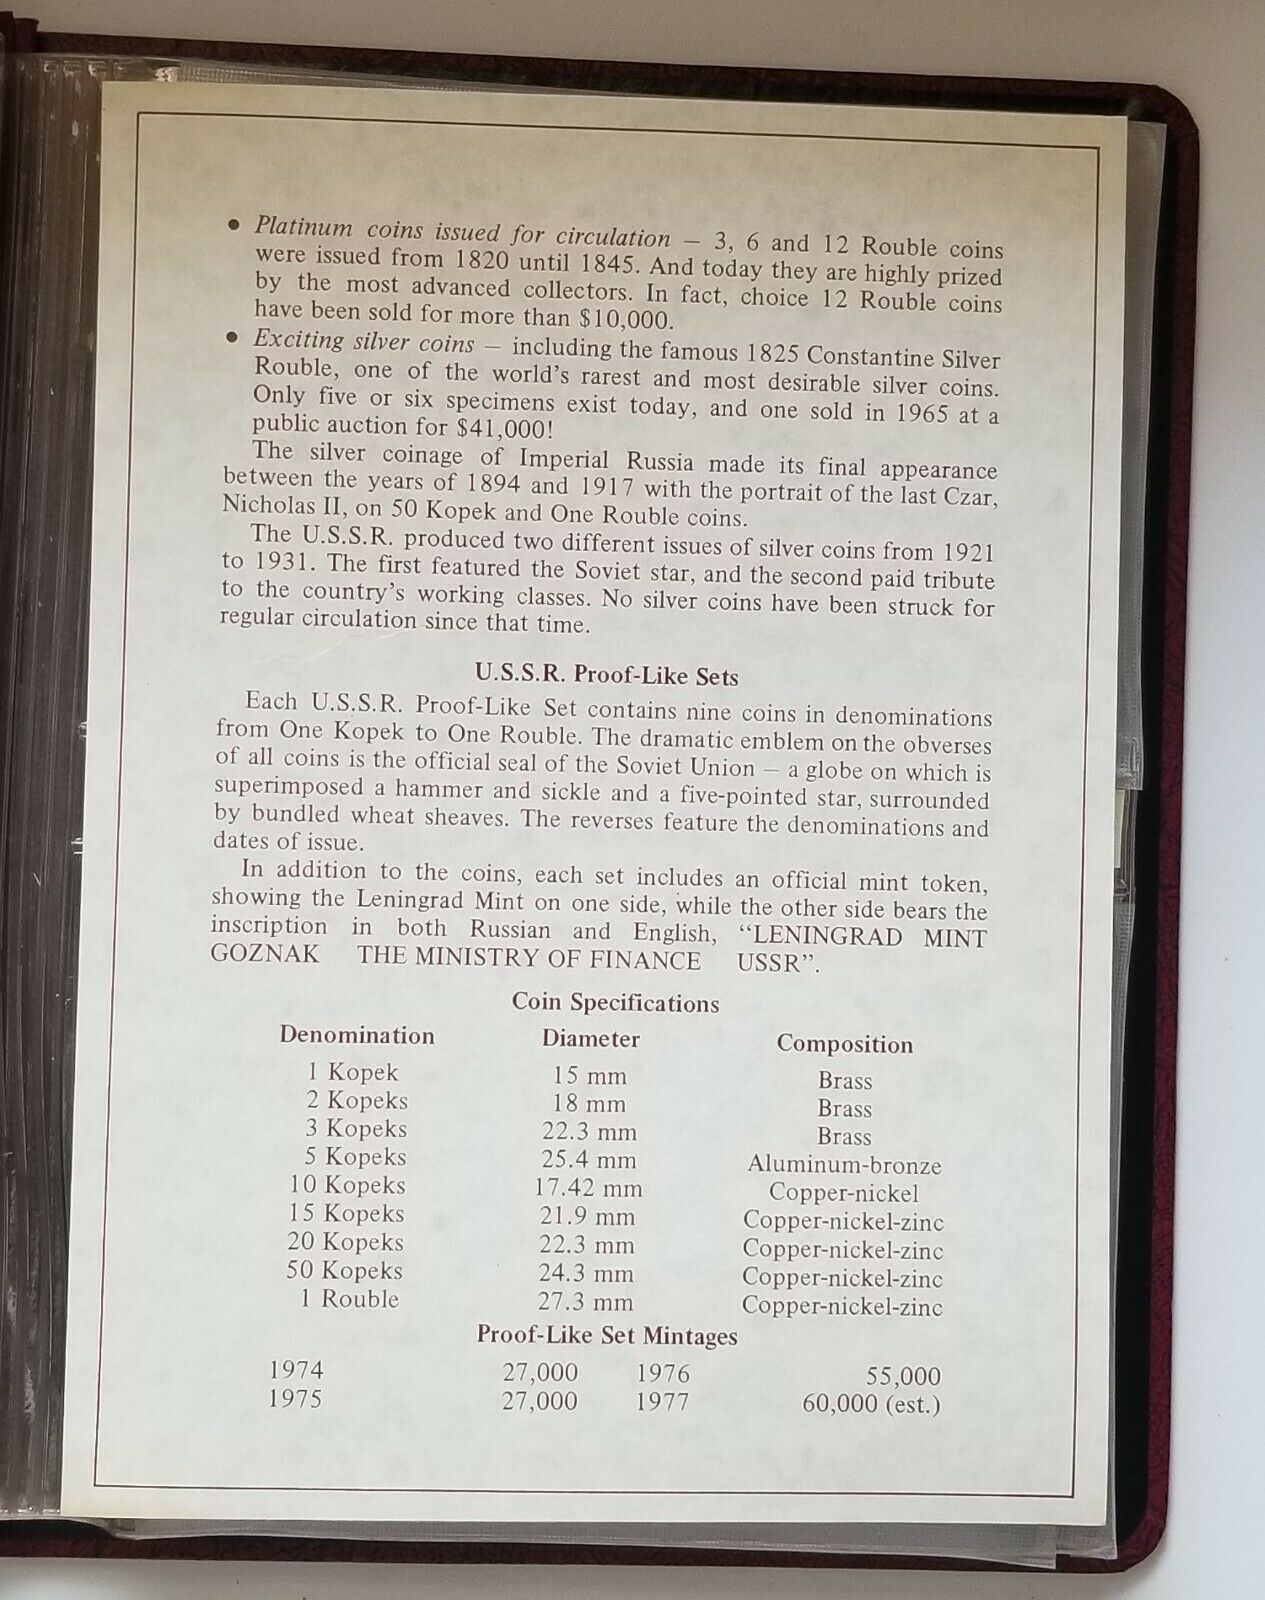 • Platinum coins issued for circulation — 3, 6 and 12 Rouble coins
were issued from 1820 until 1845. And today they are highly prized
by the most advanced collectors. In fact, choice 12 Rouble coins
have been sold for more than $10,000.
• Exciting silver coins — including the famous 1825 Constantine Silver
Rouble, one of the world's rarest and most desirable silver coins.
Only five or six specimens exist today, and one sold in 1965 at a
public auction for $41,000!
The silver coinage of Imperial Russia made its final appearance
between the years of 1894 and 1917 with the portrait of the last Czar,
Nicholas II, on 50 Kopek and One Rouble coins.
The U.S.S.R. produced two different issues of silver coins from 1921
to 1931. The first featured the Soviet star, and the second paid tribute
to the country's working classes. No silver coins have been struck for
regular circulation since that time.
U.S.S.R. Proof-Like Sets
Each U.S.S.R. Proof-Like Set contains nine coins in denominations
from One Kopek to One Rouble. The dramatic emblem on the obverses
of all coins is the official seal of the Soviet Union — a globe on which is
superimposed a hammer and sickle and a five-pointed star, surrounded
by bundled wheat sheaves. The reverses feature the denominations and
dates of issue.
In addition to the coins, each set includes an official mint token,
showing the Leningrad Mint on one side, while the other side bears the
inscription in both Russian and English, “LENINGRAD MINT
GOZNAK THE MINISTRY OF FINANCE USSR”.
Coin Specifications
Denomination Diameter Composition
1 Kopek 15 mm Brass
2 Kopeks 18 mm Brass
3 Kopeks 22.3 mm Brass
5 Kopeks 25.4 mm Aluminum-bronze
10 Kopeks 17.42 mm Copper-nickel
15 Kopeks 21.9 mm Copper-nickel-zinc
20 Kopeks 22.3 mm Copper-nickel-zinc
50 Kopeks 24.3 mm Copper-nickel-zinc
1 Rouble 27.3 mm Copper-nickel-zinc
Proof-Like Set Mintages
1974 27,000 1976 55,000
1975 27,000 1977 60,000 (est.)